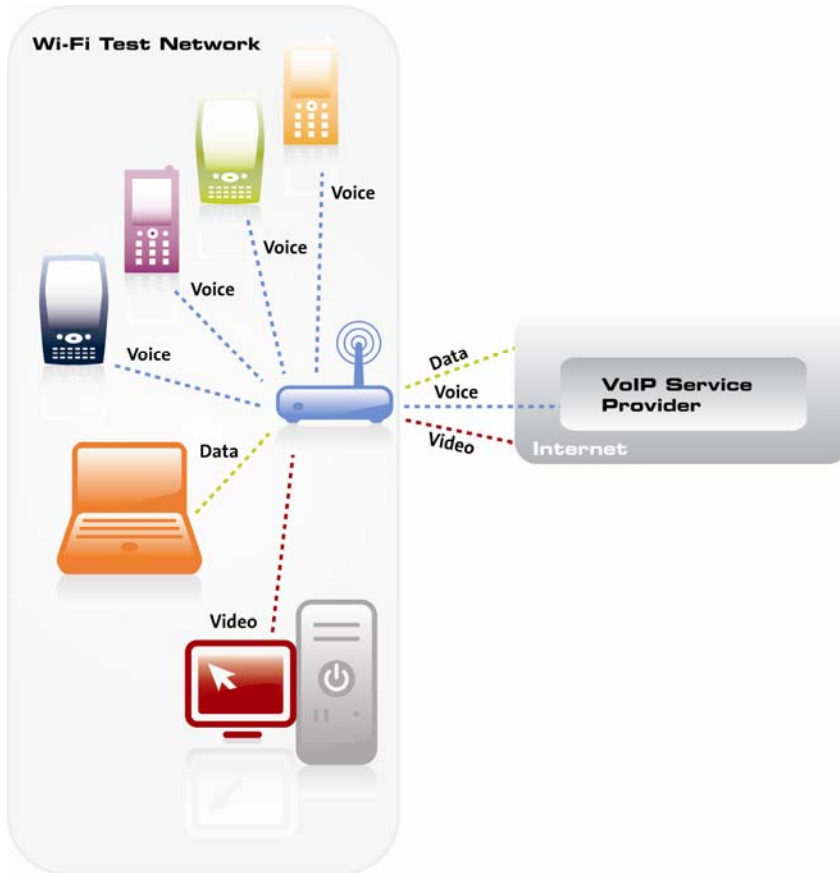 Wi-Fi Test Network
Voice
Voice
Voice
Voice
Data
Video
Data
Voice
Video
VoIP Service
Provider
Internet